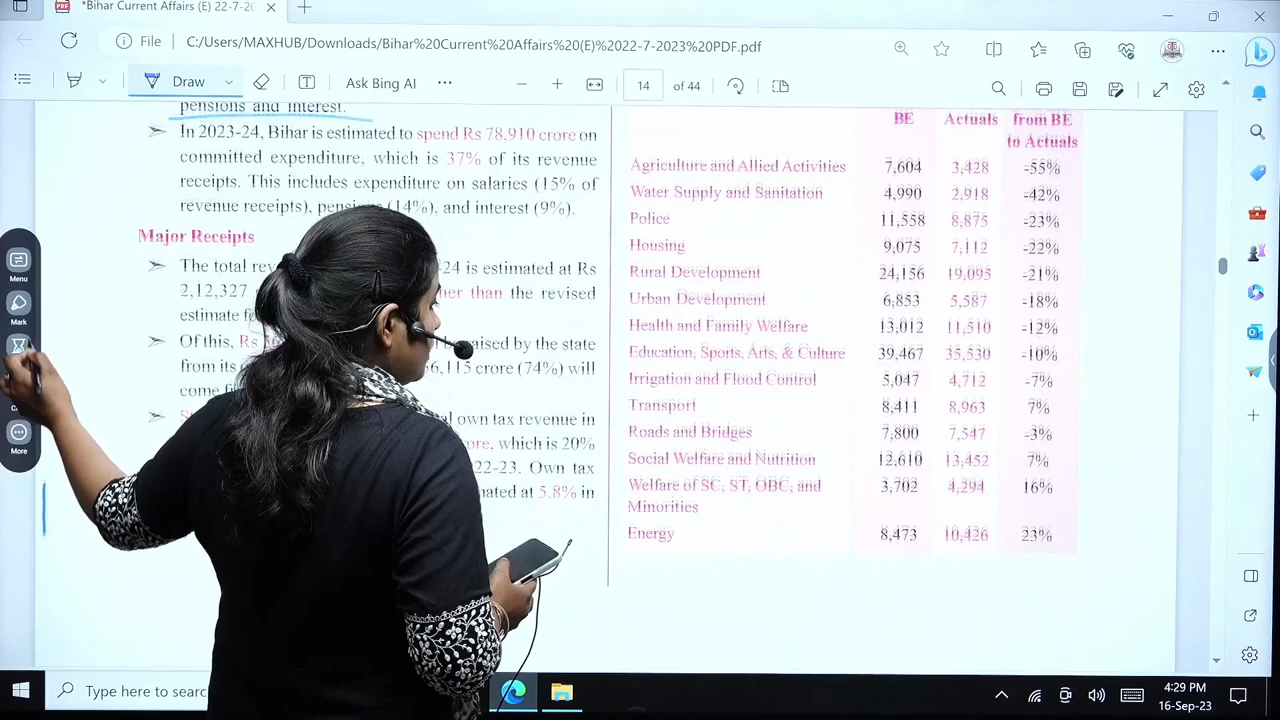 *Bihar Current Affairs (E) 22-7-20
File C:/Users/MAXHUB/Downloads/Bihar%20Current%20Affairs%20(E)%2022-7-2023%20PDF.pdf
Draw
Ask Bing AI
14 of 44
pensions and interest.
In 2023-24, Bihar is estimated to spend Rs 78,910 crore on
committed expenditure, which is 37% of its revenue
receipts. This includes expenditure on salaries (15% of
revenue receipts), pens (14%), and interest (9%).
Major Receipts
The total rev -24 is estimated at Rs
2,12,327 her than the revised
estimate f
Of this, Rs aised by the state
from its 6,115 crore (74%) will
come f
l own tax revenue in
ore, which is 20%
22-23. Own tax
nated at 5.8% in
BE Actuals from BE
to Actuals
Agriculture and Allied Activities 7,604 3,428 -55%
Water Supply and Sanitation 4,990 2,918 -42%
Police 11,558 8,875 -23%
Housing 9,075 7,112 -22%
Rural Development 24,156 19,095 -21%
Urban Development 6,853 5,587 -18%
Health and Family Welfare 13,012 11,510 -12%
Education, Sports, Arts, & Culture 39,467 35,530 -10%
Irrigation and Flood Control 5,047 4,712 -7%
Transport 8,411 8,963 7%
Roads and Bridges 7,800 7,547 -3%
Social Welfare and Nutrition 12,610 13,452 7%
Welfare of SC, ST, OBC, and 3,702 4,294 16%
Minorities
Energy 8,473 10,426 23%
Menu
Mark
More
Type here to searc
4:29 PM
16-Sep-23